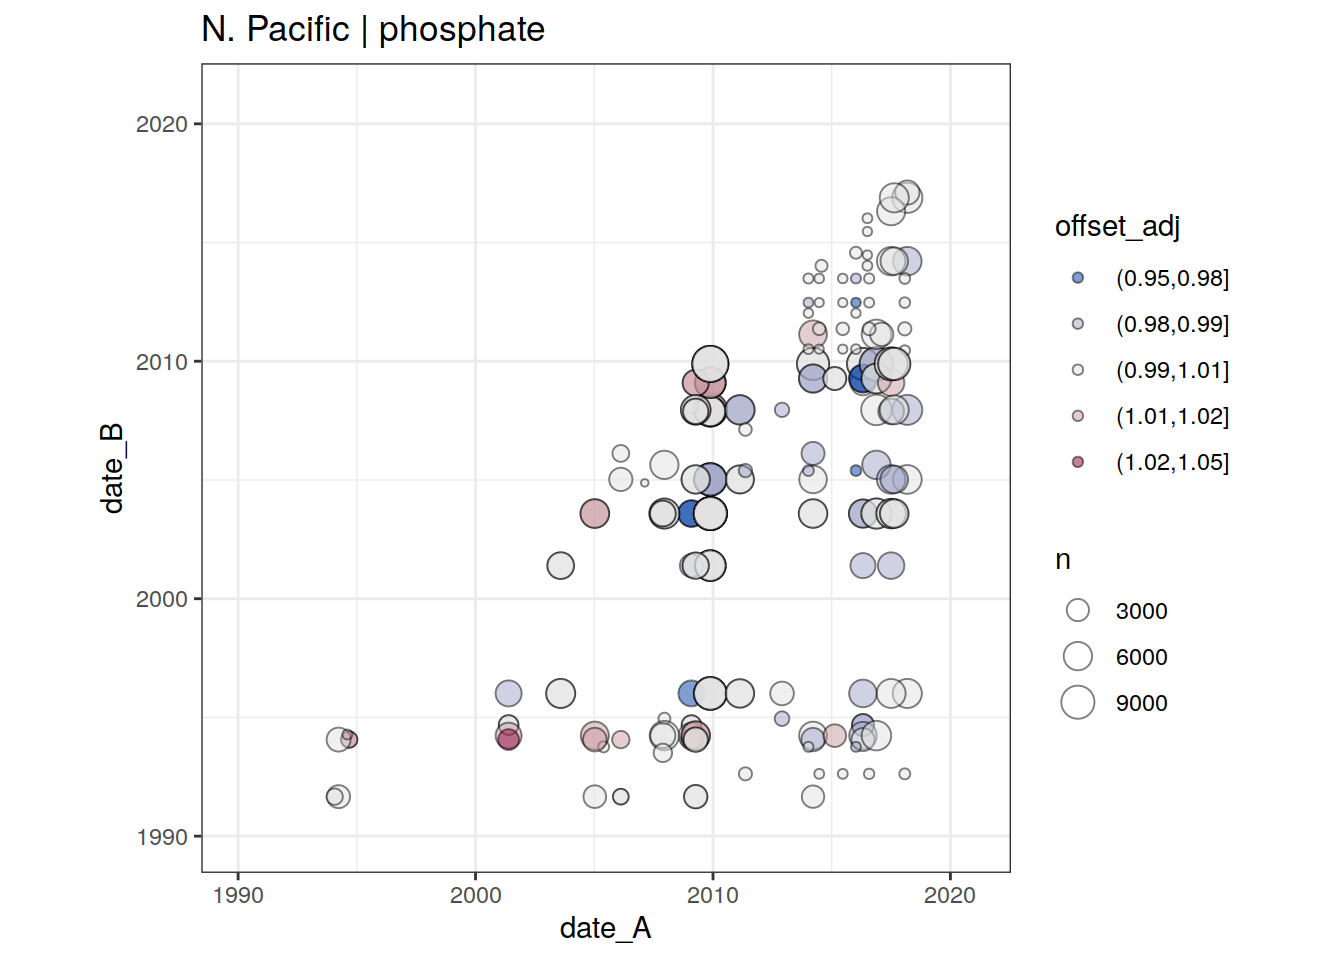 N. Pacific | phosphate
2020
2010
2000
1990
1990 2000 2010 2020
date_A
date_B
offset_adj
(0.95,0.98]
(0.98,0.99]
(0.99,1.01]
(1.01,1.02]
(1.02,1.05]
n
3000
6000
9000